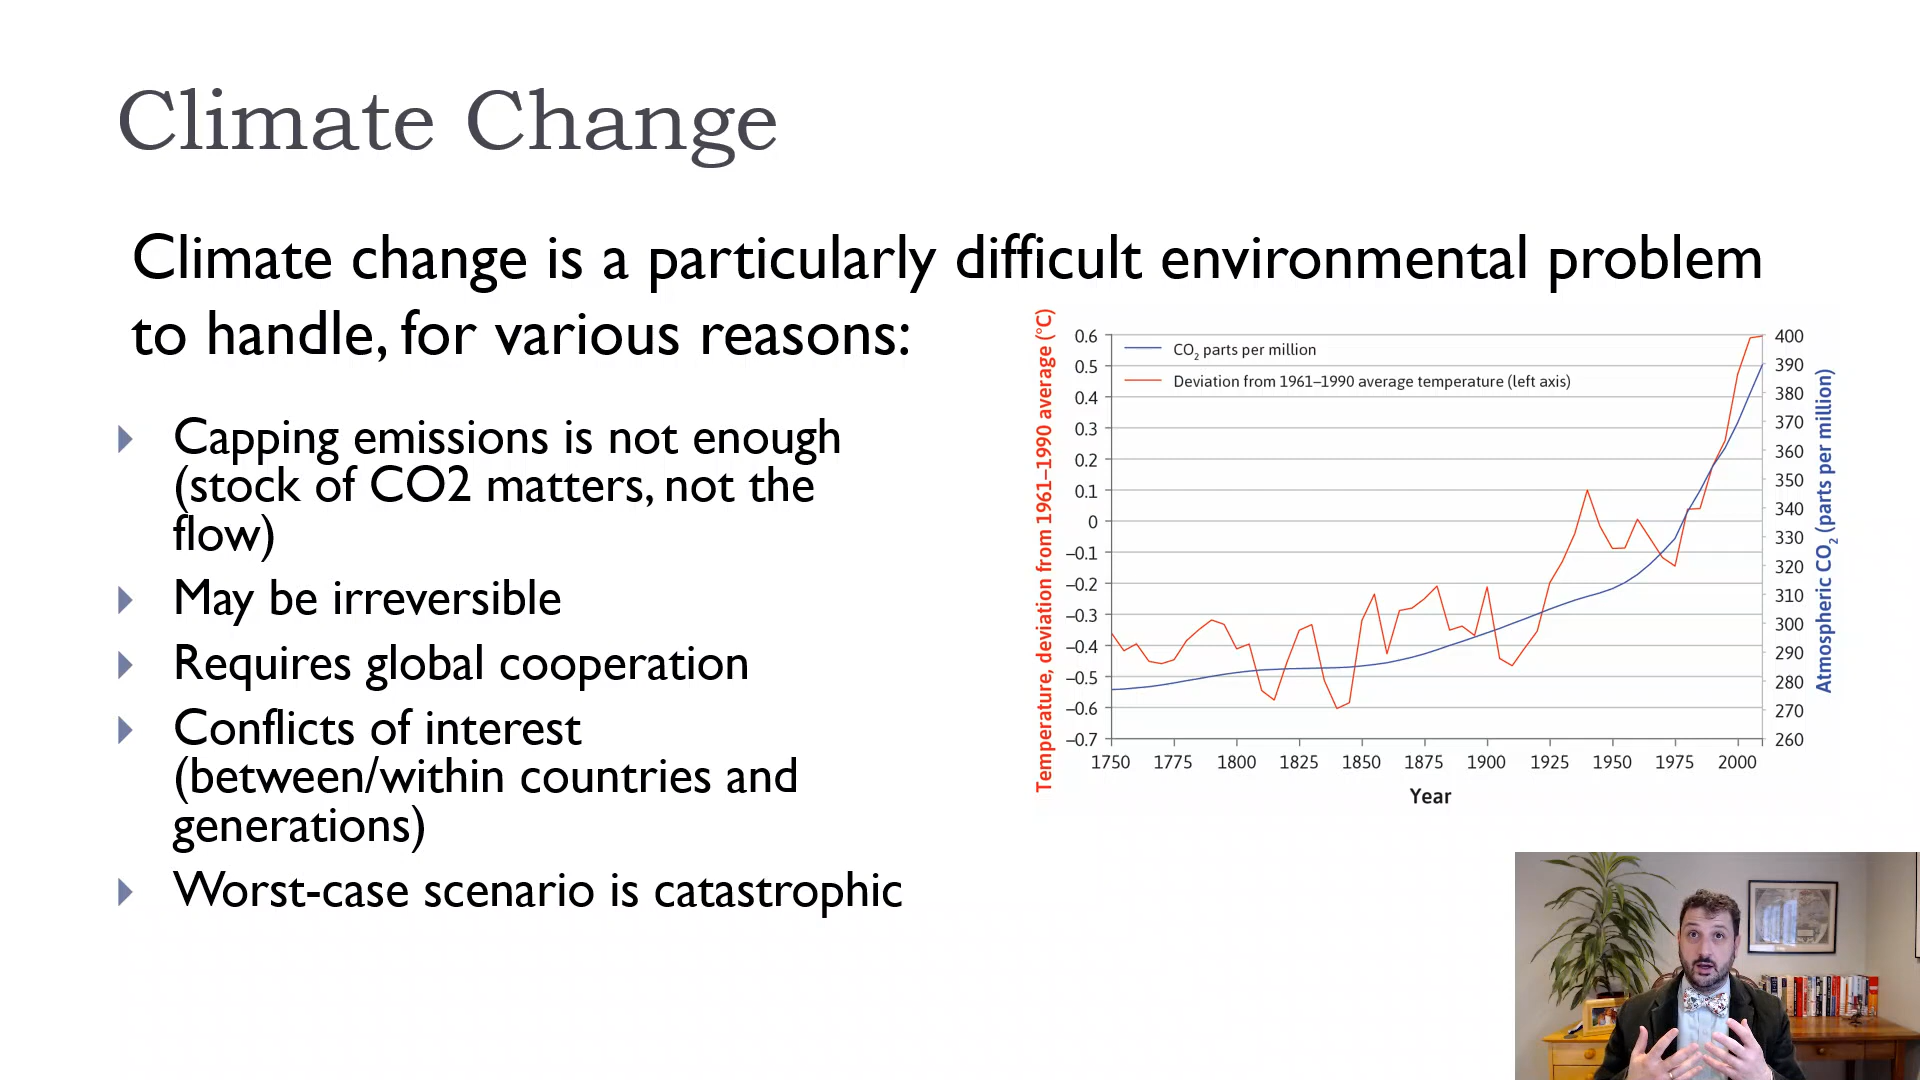 Climate Change
Climate change is a particularly difficult environmental problem
to handle, for various reasons:
Capping emissions is not enough
(stock of CO2 matters, not the
flow)
May be irreversible
Requires global cooperation
Conflicts of interest
(between/within countries and
generations)
Worst-case scenario is catastrophic
Temperature, deviation from 1961–1990 average (°C)
0.6
0.5
0.4
0.3
0.2
0.1
0
–0.1
–0.2
–0.3
–0.4
–0.5
–0.6
–0.7
CO₂ parts per million
Deviation from 1961–1990 average temperature (left axis)
400
390
380
370
360
350
340
330
320
310
300
290
280
270
260
Atmospheric CO₂ (parts per million)
1750 1775 1800 1825 1850 1875 1900 1925 1950 1975 2000
Year